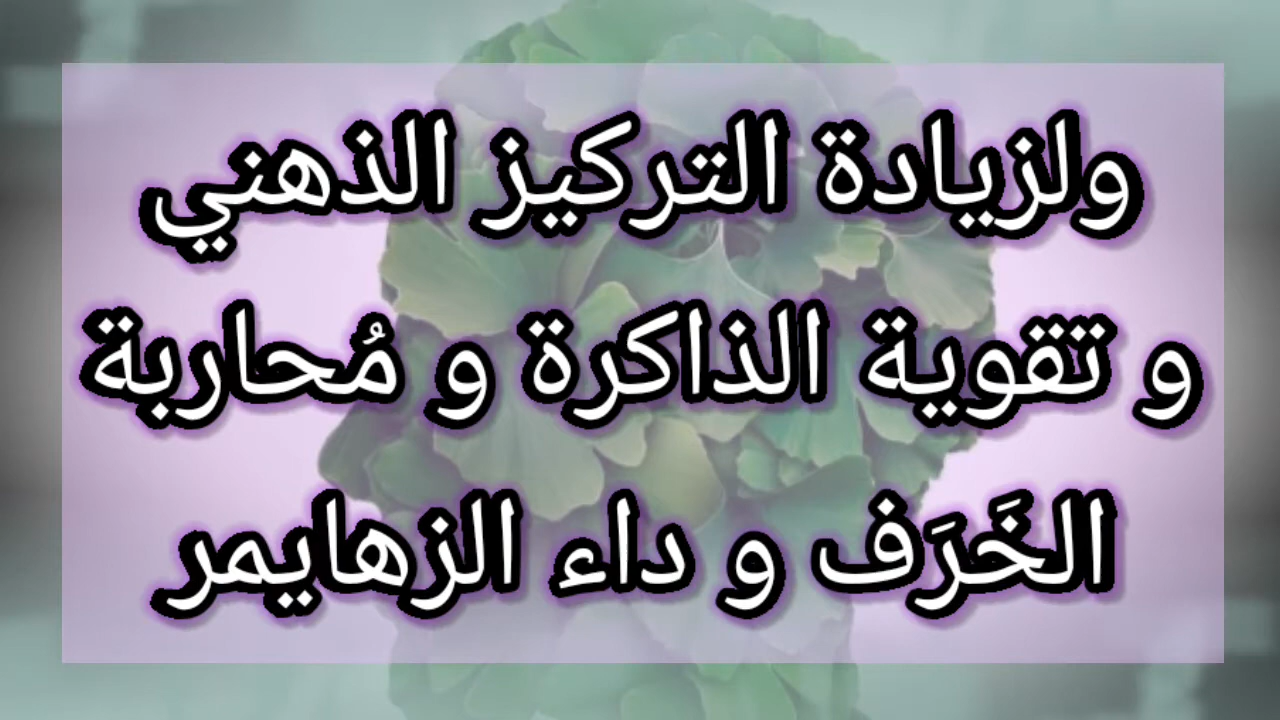 ولزيادة التركيز الذهني
و تقوية الذاكرة و مُحاربة
الخَرَف و داء الزهايمر